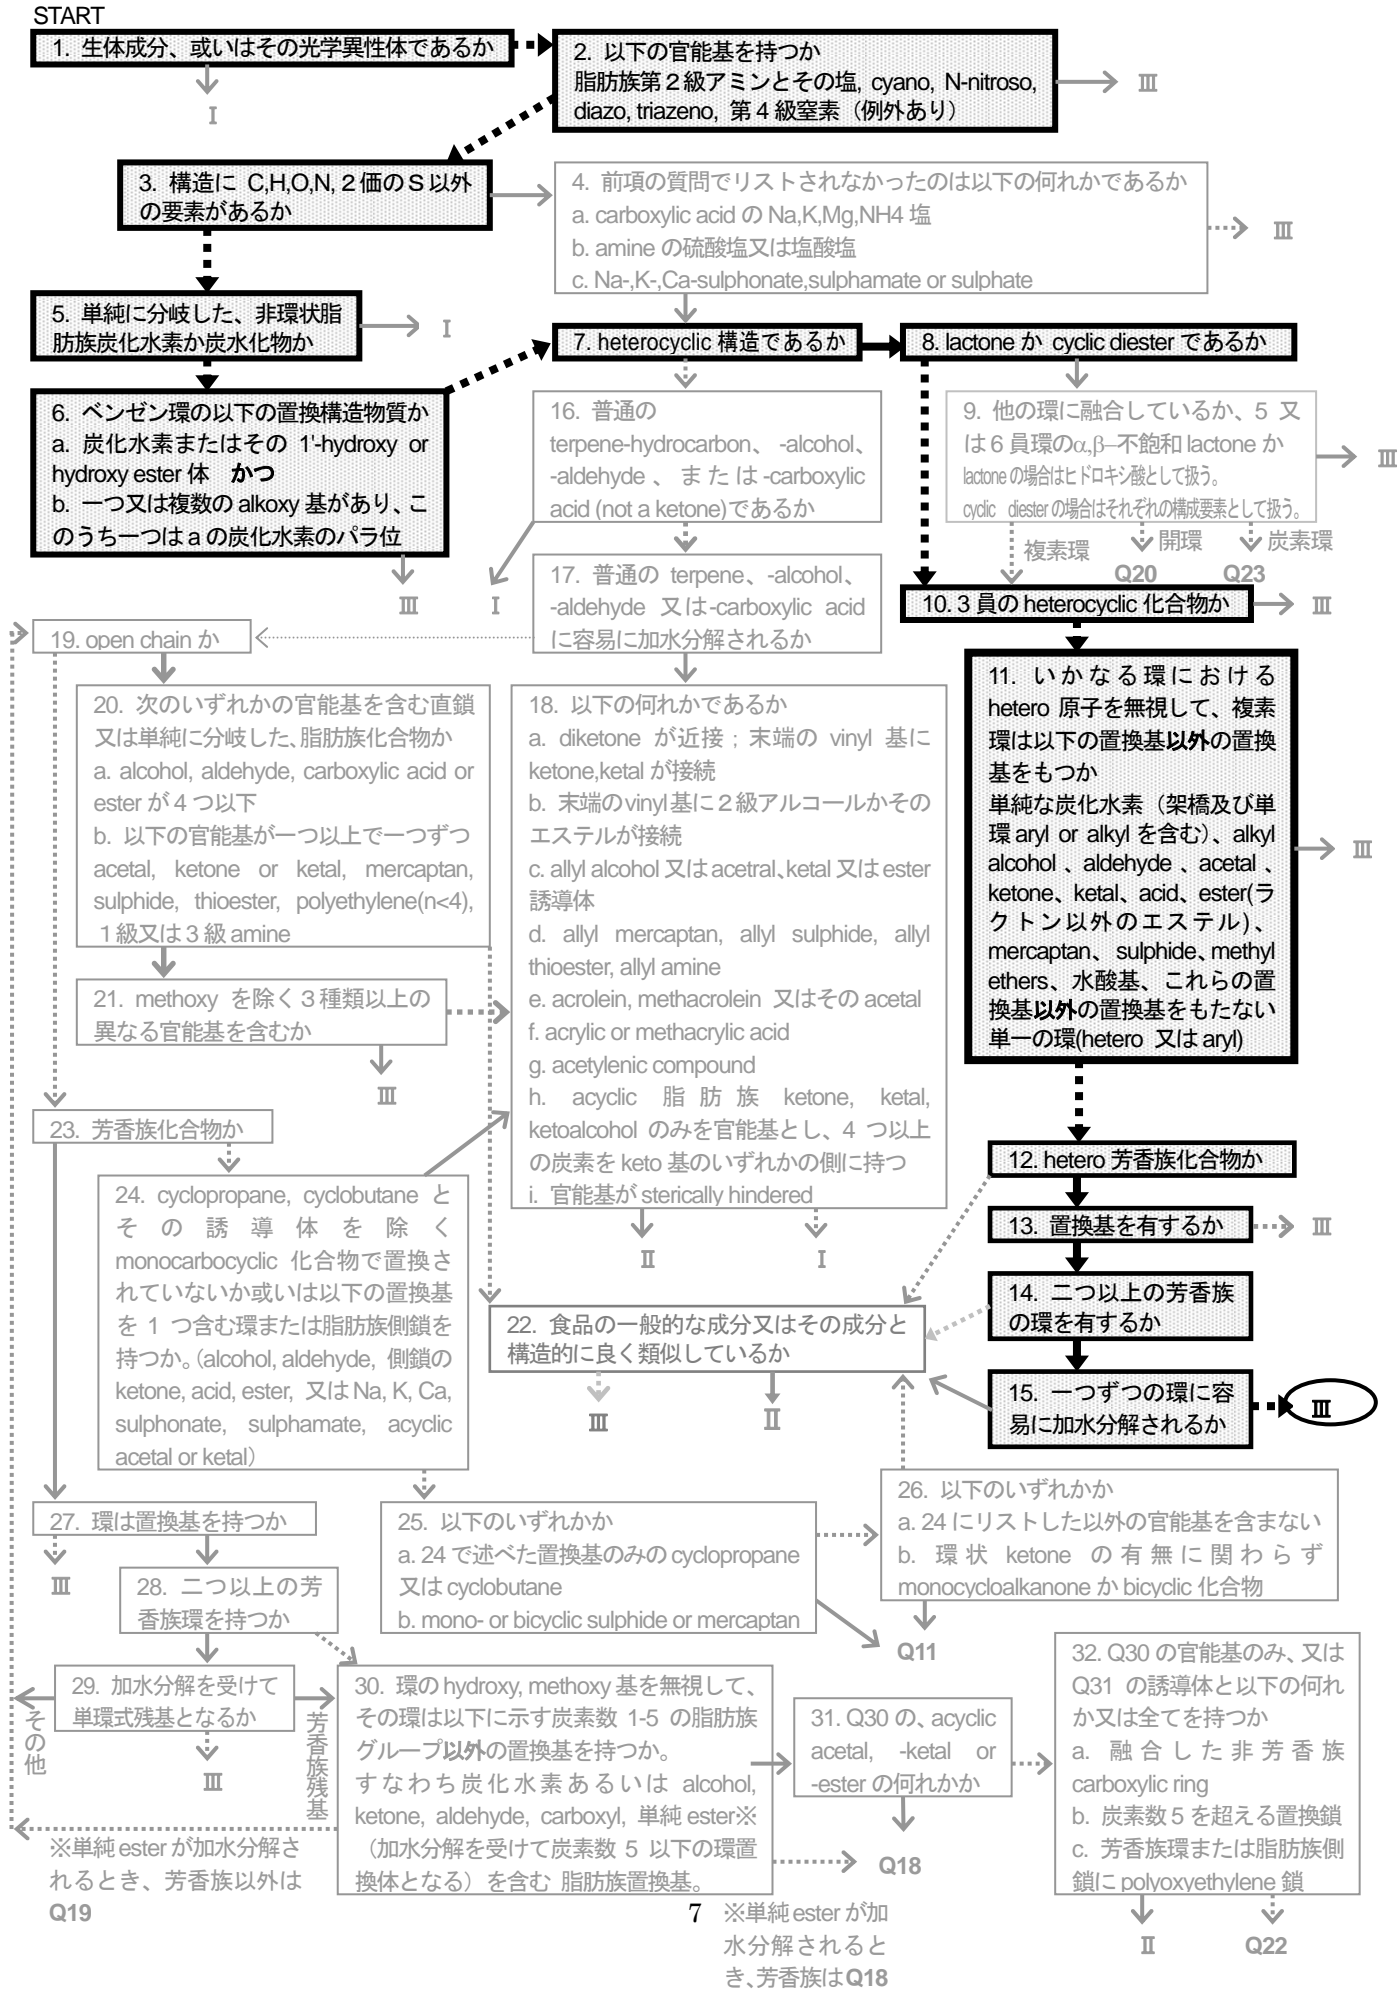 START
1. 生体成分、或いはその光学異性体であるか
I
2. 以下の官能基を持つか
脂肪族第２級アミンとその塩, cyano, N-nitroso,
diazo, triazeno, 第４級窒素（例外あり）
Ⅲ
3. 構造に C,H,O,N,２価のＳ以外
の要素があるか
4. 前項の質問でリストされなかったのは以下の何れかであるか
a. carboxylic acid の Na,K,Mg,NH4 塩
b. amine の硫酸塩又は塩酸塩
c. Na-,K-,Ca-sulphonate,sulphamate or sulphate
Ⅲ
5. 単純に分岐した、非環状脂
肪族炭化水素か炭水化物か
I
6. ベンゼン環の以下の置換構造物質か
a. 炭化水素またはその 1'-hydroxy or
hydroxy ester 体　かつ
b. 一つ又は複数の alkoxy 基があり、こ
のうち一つは a の炭化水素のパラ位
Ⅲ
7. heterocyclic 構造であるか
8. lactone か cyclic diester であるか
9. 他の環に融合しているか、5 又
は 6 員環のα,β–不飽和 lactone か
lactone の場合はヒドロキシ酸として扱う。
cyclic diester の場合はそれぞれの構成要素として扱う。
Ⅲ
複素環
開環
炭素環
Q20
Q23
10. 3 員の heterocyclic 化合物か
Ⅲ
11. いかなる環における
hetero 原子を無視して、複素
環は以下の置換基以外の置換
基をもつか
単純な炭化水素（架橋及び単
環 aryl or alkyl を含む）、alkyl
alcohol 、aldehyde 、acetal 、
ketone、ketal、acid、ester(ラ
クトン以外のエステル)、
mercaptan、sulphide、methyl
ethers、水酸基、これらの置
換基以外の置換基をもたない
単一の環(hetero 又は aryl)
Ⅲ
12. hetero 芳香族化合物か
13. 置換基を有するか
Ⅲ
14. 二つ以上の芳香族
の環を有するか
15. 一つずつの環に容
易に加水分解されるか
Ⅲ
16. 普通の
terpene-hydrocarbon、-alcohol、
-aldehyde 、または-carboxylic
acid (not a ketone)であるか
I
17. 普通の terpene、-alcohol、
-aldehyde 又は-carboxylic acid
に容易に加水分解されるか
18. 以下の何れかであるか
a. diketone が近接；末端の vinyl 基に
ketone,ketal が接続
b. 末端の vinyl 基に２級アルコールかその
エステルが接続
c. allyl alcohol 又は acetral、ketal 又は ester
誘導体
d. allyl mercaptan, allyl sulphide, allyl
thioester, allyl amine
e. acrolein, methacrolein 又はその acetal
f. acrylic or methacrylic acid
g. acetylenic compound
h. acyclic 脂肪族 ketone, ketal,
ketoalcohol のみを官能基とし、4 つ以上
の炭素を keto 基のいずれかの側に持つ
i. 官能基が sterically hindered
Ⅱ
I
19. open chain か
20. 次のいずれかの官能基を含む直鎖
又は単純に分岐した、脂肪族化合物か
a. alcohol, aldehyde, carboxylic acid or
ester が 4 つ以下
b. 以下の官能基が一つ以上で一つずつ
acetal, ketone or ketal, mercaptan,
sulphide, thioester, polyethylene(n<4),
１級又は３級 amine
21. methoxy を除く３種類以上の
異なる官能基を含むか
Ⅲ
22. 食品の一般的な成分又はその成分と
構造的に良く類似しているか
Ⅲ
Ⅱ
23. 芳香族化合物か
24. cyclopropane, cyclobutane と
その誘導体を除く
monocarbocyclic 化合物で置換さ
れていないか或いは以下の置換基
を 1 つ含む環または脂肪族側鎖を
持つか。(alcohol, aldehyde, 側鎖の
ketone, acid, ester, 又は Na, K, Ca,
sulphonate, sulphamate, acyclic
acetal or ketal）
25. 以下のいずれかか
a. 24 で述べた置換基のみの cyclopropane
又は cyclobutane
b. mono- or bicyclic sulphide or mercaptan
Q11
26. 以下のいずれかか
a. 24 にリストした以外の官能基を含まない
b. 環状 ketone の有無に関わらず
monocycloalkanone か bicyclic 化合物
27. 環は置換基を持つか
Ⅲ
28. 二つ以上の芳
香族環を持つか
29. 加水分解を受けて
単環式残基となるか
その他
芳香族残基
Ⅲ
30. 環の hydroxy, methoxy 基を無視して、
その環は以下に示す炭素数 1-5 の脂肪族
グループ以外の置換基を持つか。
すなわち炭化水素あるいは alcohol,
ketone, aldehyde, carboxyl, 単純 ester※
（加水分解を受けて炭素数 5 以下の環置
換体となる）を含む 脂肪族置換基。
31. Q30 の、acyclic
acetal, -ketal or
-ester の何れかか
Q18
32. Q30 の官能基のみ、又は
Q31 の誘導体と以下の何れ
か又は全てを持つか
a. 融合した非芳香族
carboxylic ring
b. 炭素数 5 を超える置換鎖
c. 芳香族環または脂肪族側
鎖に polyoxyethylene 鎖
Ⅱ
Q22
※単純 ester が加水分解さ
れるとき、芳香族以外は
Q19
7
※単純 ester が加
水分解されると
き、芳香族は Q18